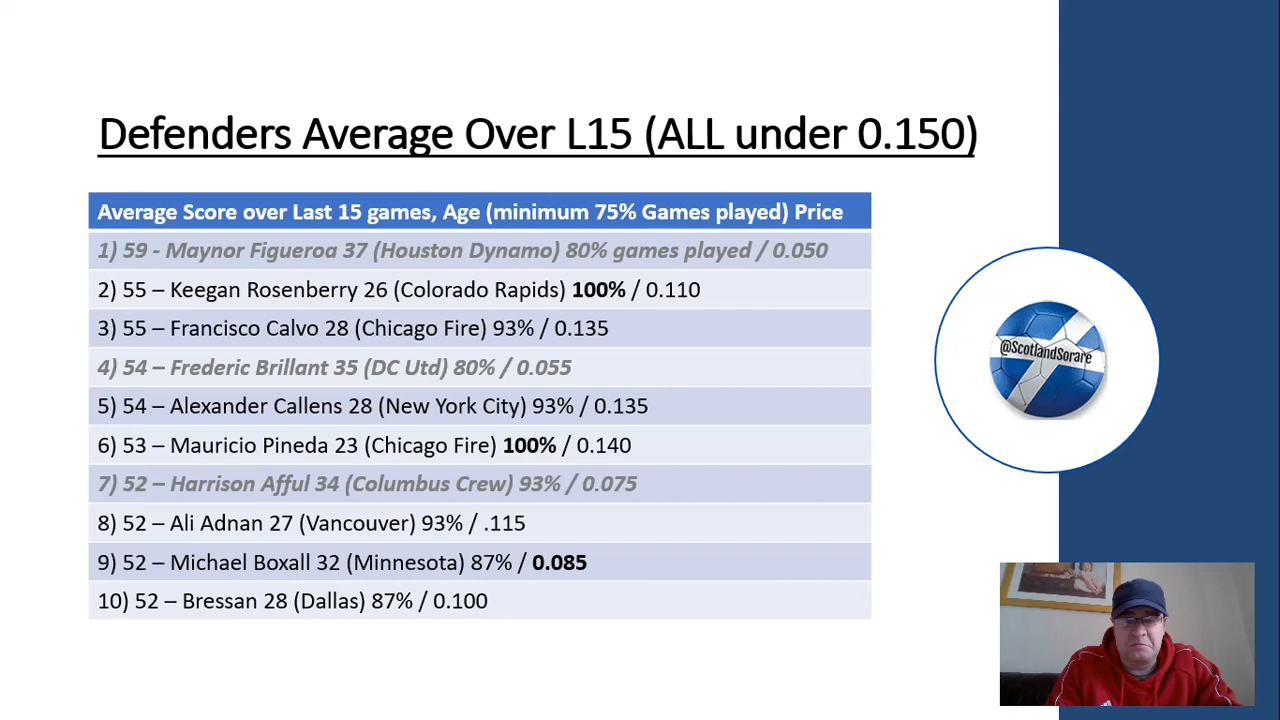 Defenders Average Over L15 (ALL under 0.150)
Average Score over Last 15 games, Age (minimum 75% Games played) Price
1) 59 - Maynor Figueroa 37 (Houston Dynamo) 80% games played / 0.050
2) 55 – Keegan Rosenberry 26 (Colorado Rapids) 100% / 0.110
3) 55 – Francisco Calvo 28 (Chicago Fire) 93% / 0.135
4) 54 – Frederic Brillant 35 (DC Utd) 80% / 0.055
5) 54 – Alexander Callens 28 (New York City) 93% / 0.135
6) 53 – Mauricio Pineda 23 (Chicago Fire) 100% / 0.140
7) 52 – Harrison Afful 34 (Columbus Crew) 93% / 0.075
8) 52 – Ali Adnan 27 (Vancouver) 93% / .115
9) 52 – Michael Boxall 32 (Minnesota) 87% / 0.085
10) 52 – Bressan 28 (Dallas) 87% / 0.100
@ScotlandSorare